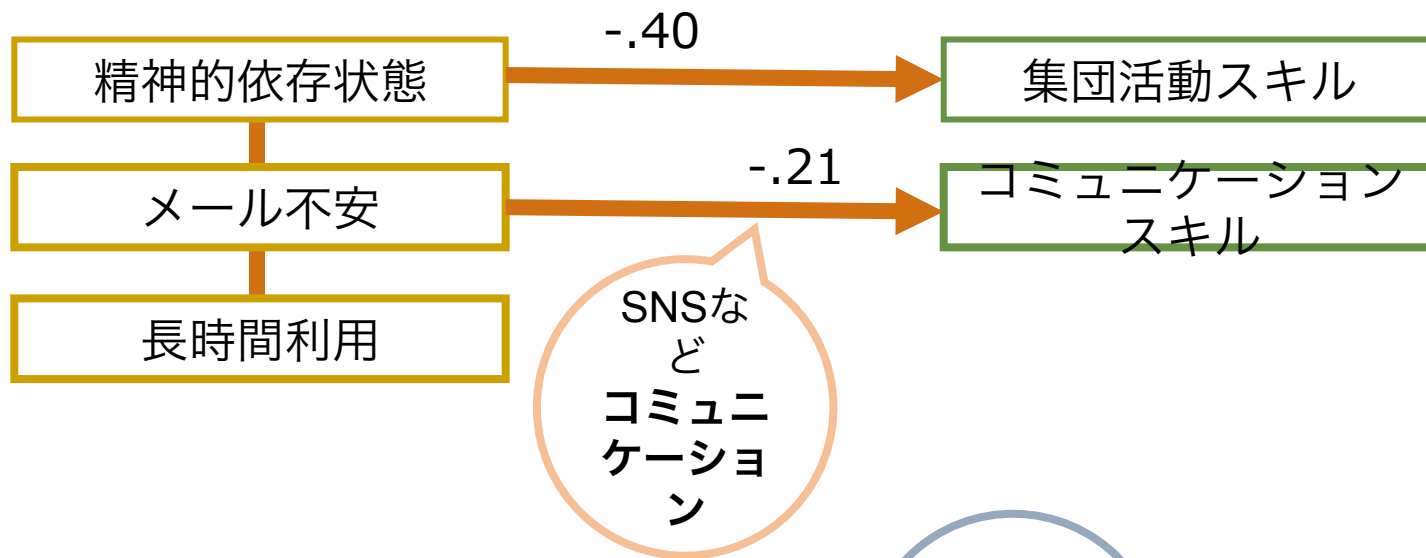 -.40
精神的依存状態
集団活動スキル
-.21
メール不安
コミュニケーション
スキル
長時間利用
SNSな
ど
コミュニ
ケーショ
ン